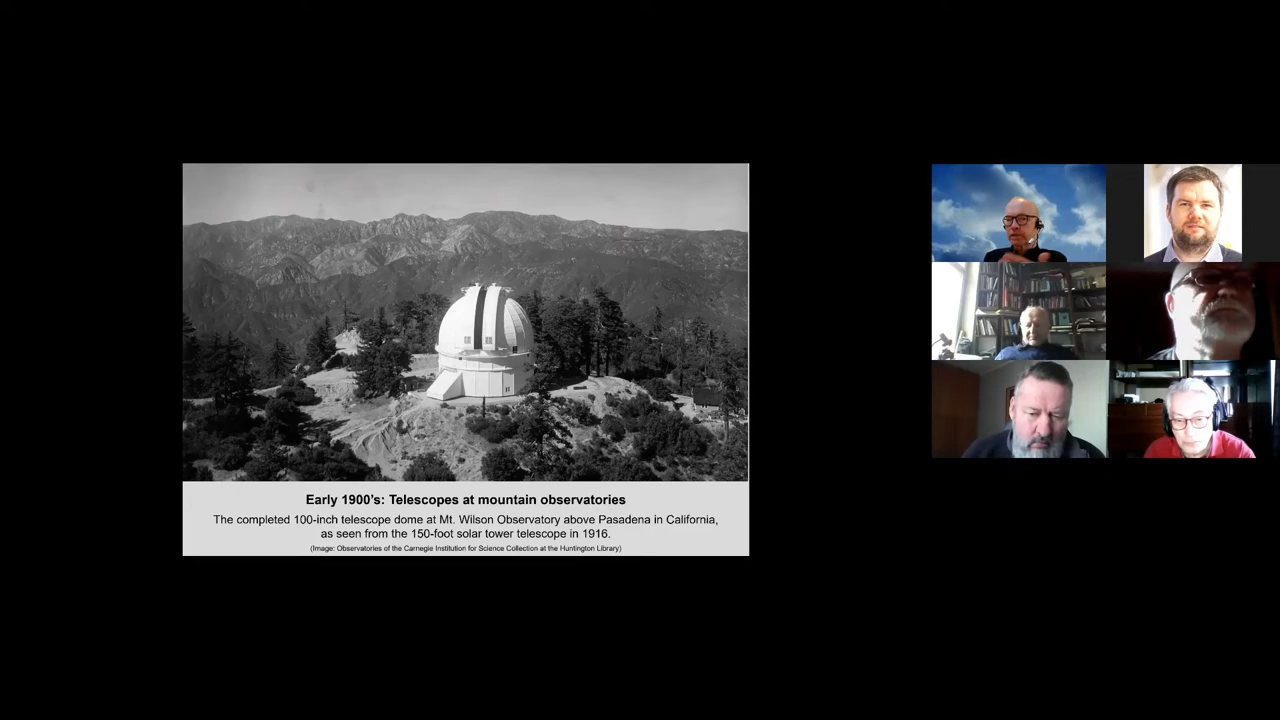 Early 1900's: Telescopes at mountain observatories
The completed 100-inch telescope dome at Mt. Wilson Observatory above Pasadena in California,
as seen from the 150-foot solar tower telescope in 1916.
(Image: Observatories of the Carnegie Institution for Science Collection at the Huntington Library)